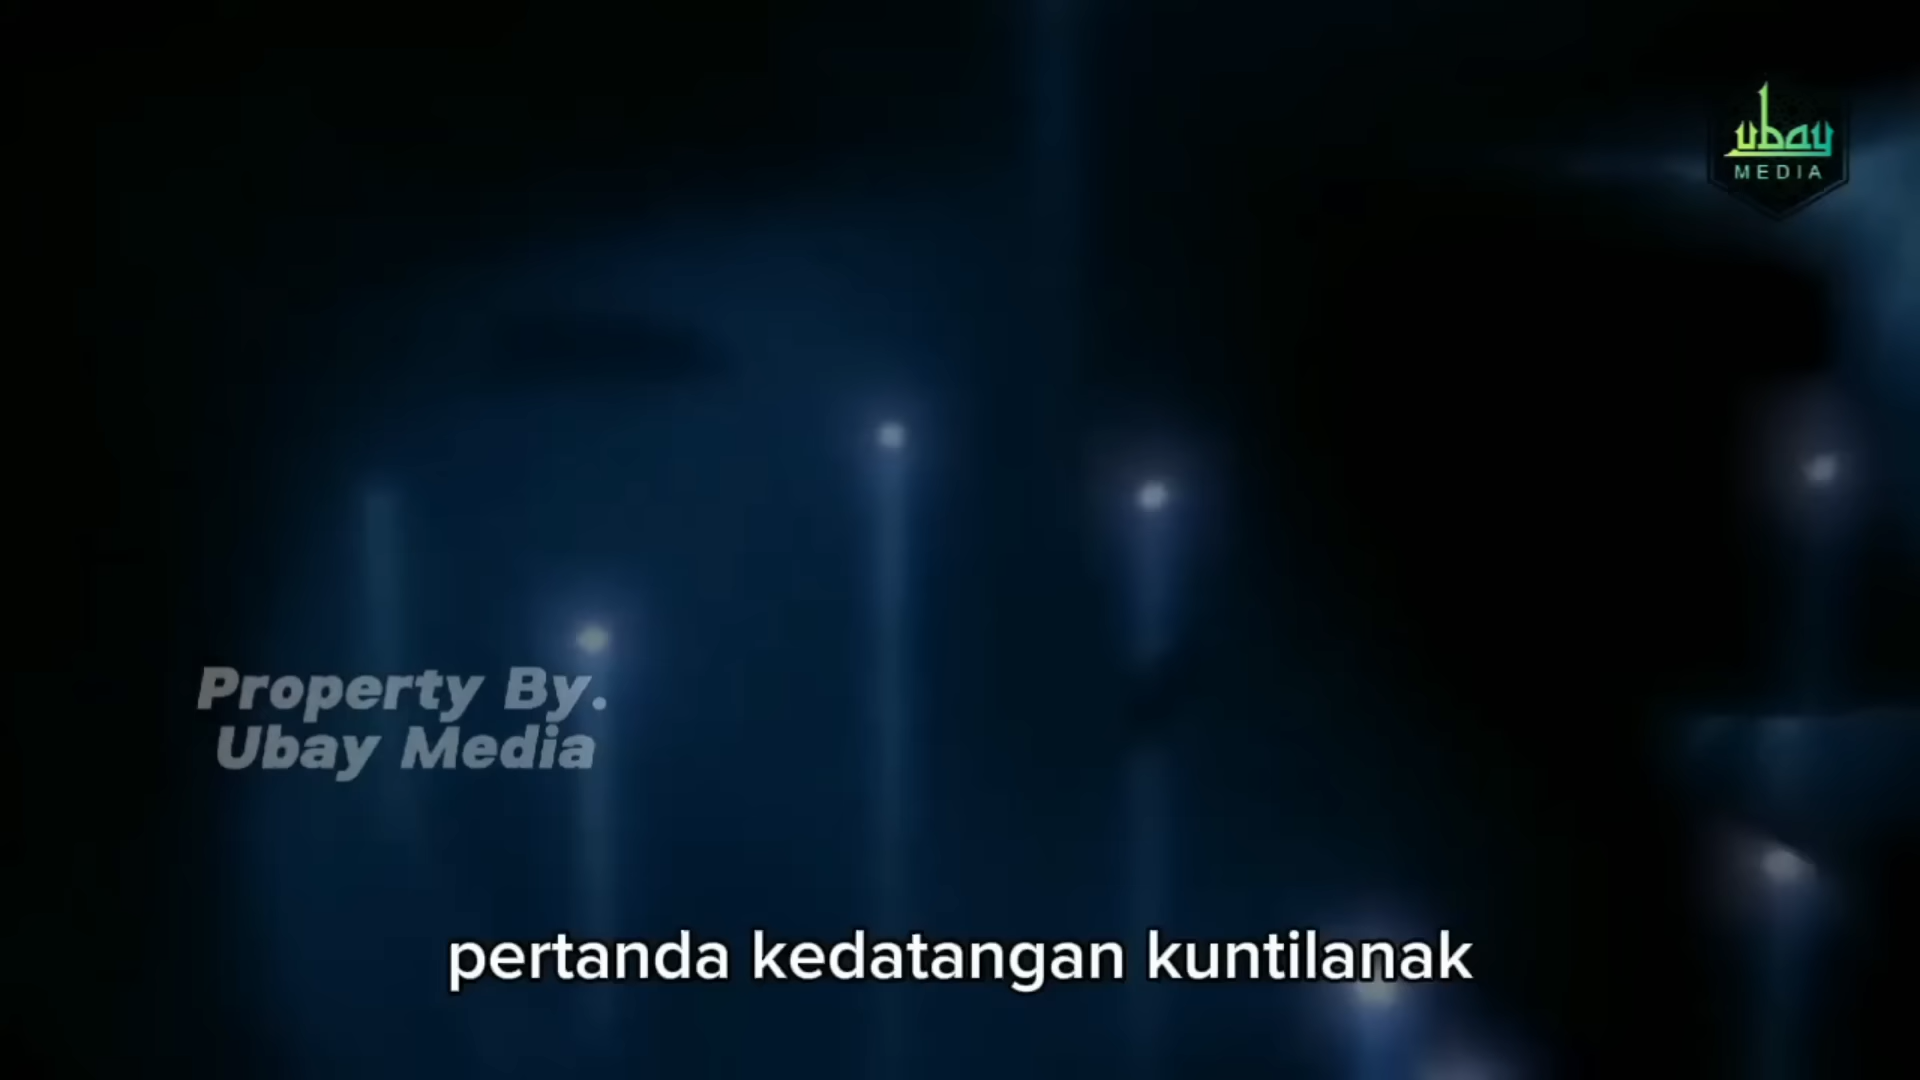 ubay
MEDIA
Property By.
Ubay Media
pertanda kedatangan kuntilanak